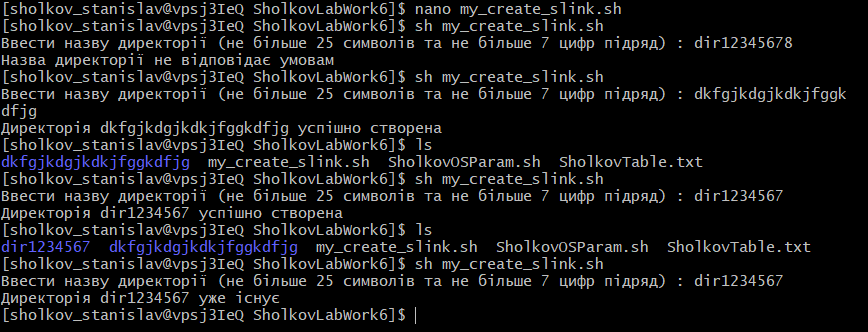 [sholkov_stanislav@vpsj3IeQ SholkovLabWork6]$ nano my_create_slink.sh
[sholkov_stanislav@vpsj3IeQ SholkovLabWork6]$ sh my_create_slink.sh
Ввести назву директорії (не більше 25 символів та не більше 7 цифр підряд) : dir12345678
Назва директорії не відповідає умовам
[sholkov_stanislav@vpsj3IeQ SholkovLabWork6]$ sh my_create_slink.sh
Ввести назву директорії (не більше 25 символів та не більше 7 цифр підряд) : dkfgjkdgjkdkjfggk
dfjg
Директорія dkfgjkdgjkdkjfggkdfjg успішно створена
[sholkov_stanislav@vpsj3IeQ SholkovLabWork6]$ ls
dkfgjkdgjkdkjfggkdfjg  my_create_slink.sh  SholkovOSParam.sh  SholkovTable.txt
[sholkov_stanislav@vpsj3IeQ SholkovLabWork6]$ sh my_create_slink.sh
Ввести назву директорії (не більше 25 символів та не більше 7 цифр підряд) : dir1234567
Директорія dir1234567 успішно створена
[sholkov_stanislav@vpsj3IeQ SholkovLabWork6]$ ls
dir1234567  dkfgjkdgjkdkjfggkdfjg  my_create_slink.sh  SholkovOSParam.sh  SholkovTable.txt
[sholkov_stanislav@vpsj3IeQ SholkovLabWork6]$ sh my_create_slink.sh
Ввести назву директорії (не більше 25 символів та не більше 7 цифр підряд) : dir1234567
Директорія dir1234567 уже існує
[sholkov_stanislav@vpsj3IeQ SholkovLabWork6]$